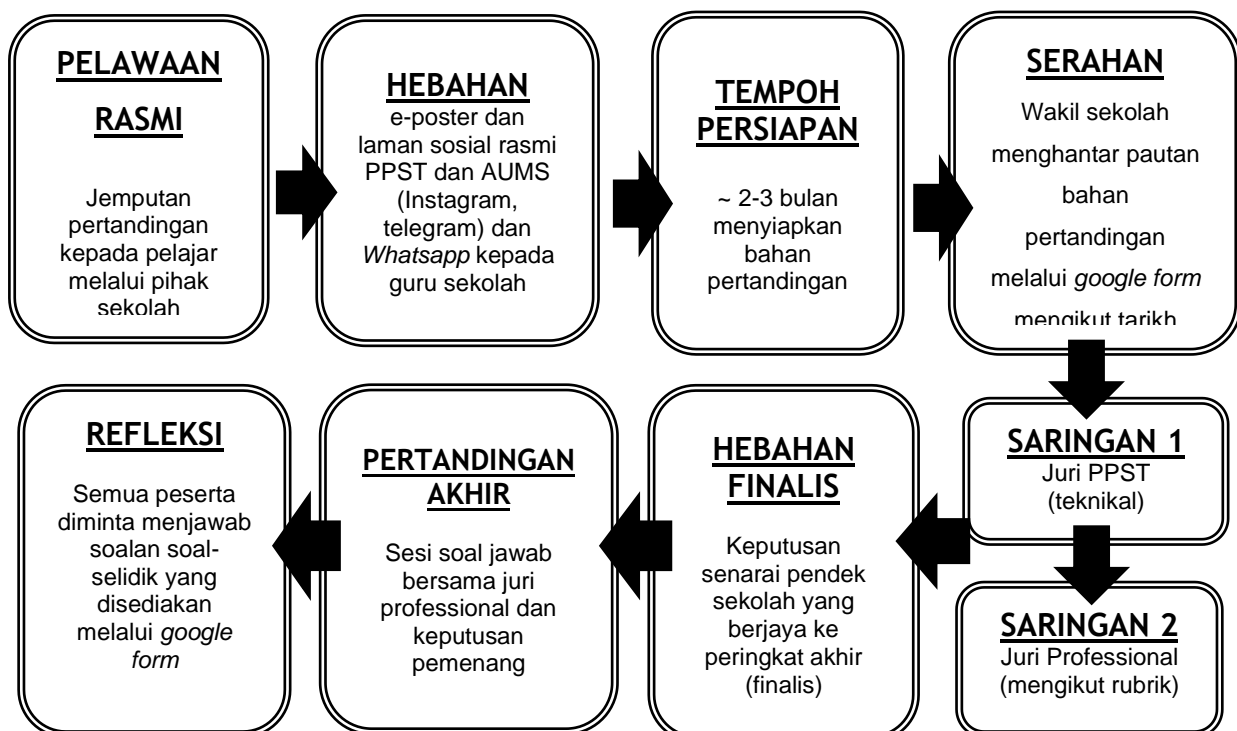 PELAWAAN
RASMI
Jemputan
pertandingan
kepada pelajar
melalui pihak
sekolah
HEBAHAN
e-poster dan
laman sosial rasmi
PPST dan AUMS
(Instagram,
telegram) dan
Whatsapp kepada
guru sekolah
TEMPOH
PERSIAPAN
~ 2-3 bulan
menyiapkan
bahan
pertandingan
SERAHAN
Wakil sekolah
menghantar pautan
bahan
pertandingan
melalui google form
mengikut tarikh
SARINGAN 1
Juri PPST
(teknikal)
SARINGAN 2
Juri Professional
(mengikut rubrik)
HEBAHAN
FINALIS
Keputusan
senarai pendek
sekolah yang
berjaya ke
peringkat akhir
(finalis)
PERTANDINGAN
AKHIR
Sesi soal jawab
bersama juri
professional dan
keputusan
pemenang
REFLEKSI
Semua peserta
diminta menjawab
soalan soal-
selidik yang
disediakan
melalui google
form